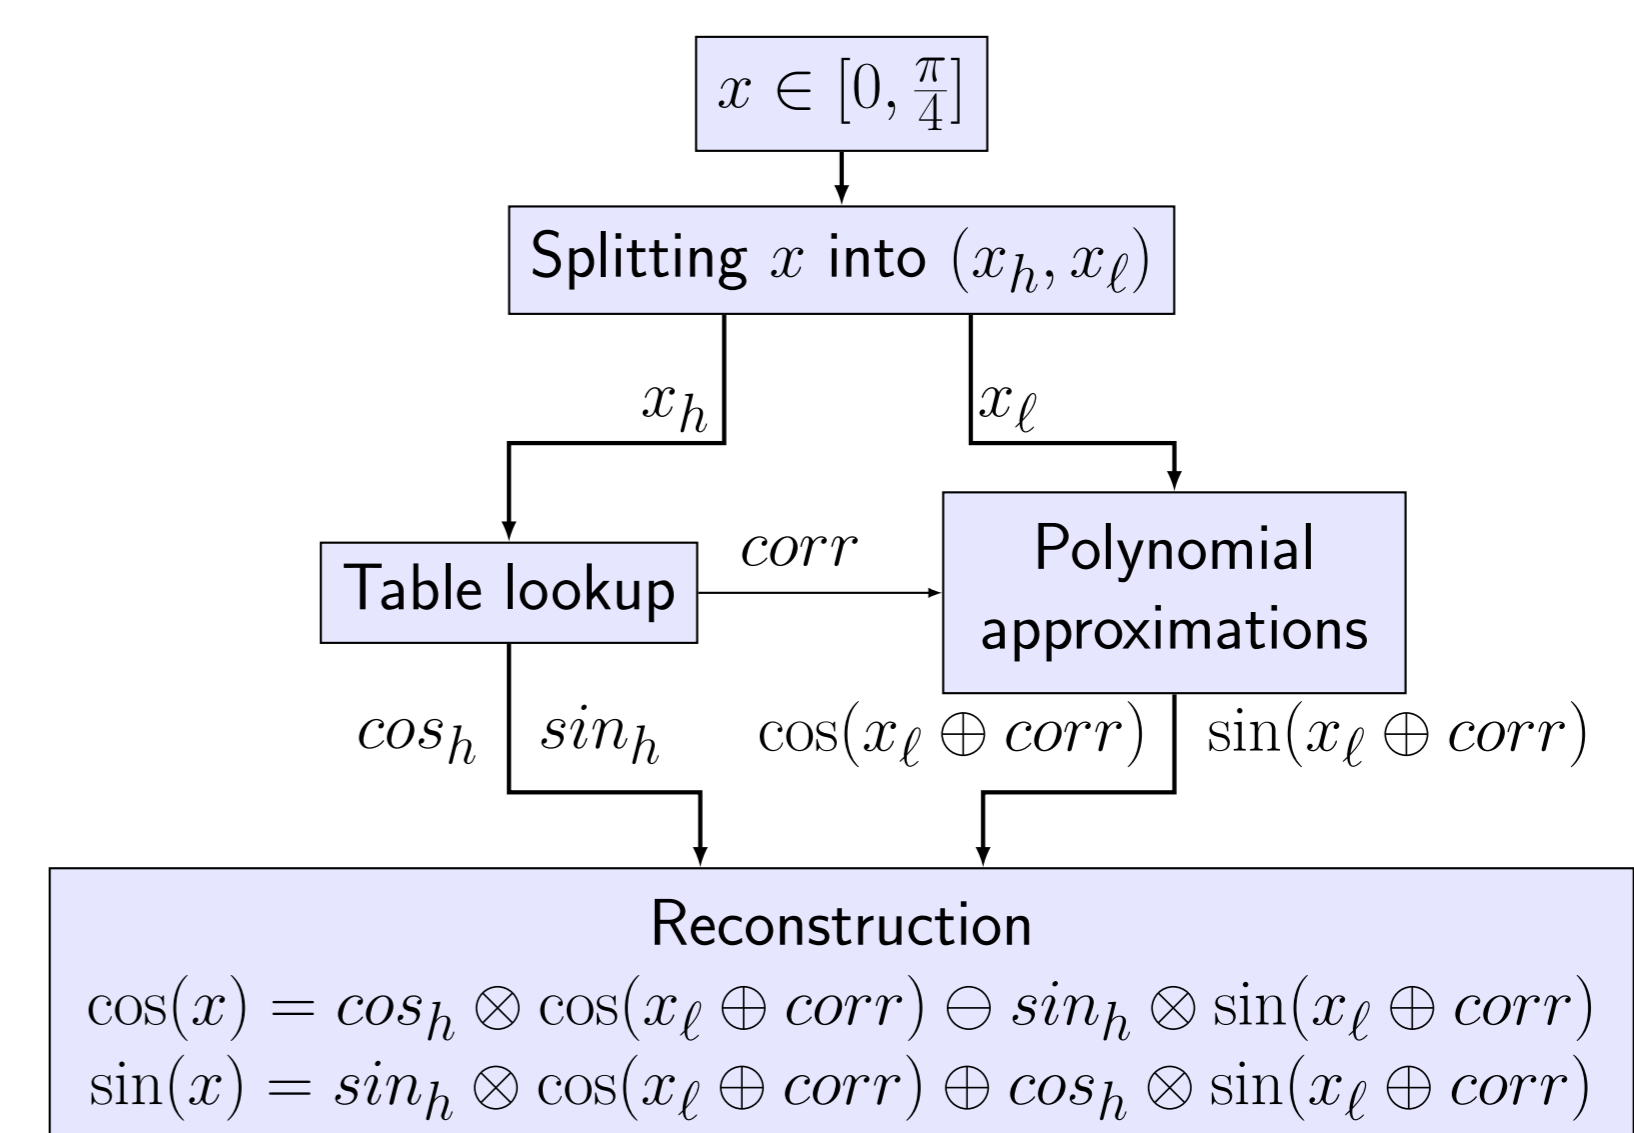 x ∈ [0, π/4]
Splitting x into (x_h, x_ℓ)
x_h
x_ℓ
corr
Table lookup
Polynomial
approximations
cos_h
sin_h
cos(x_ℓ ⊕ corr)
sin(x_ℓ ⊕ corr)
Reconstruction
cos(x) = cos_h ⊗ cos(x_ℓ ⊕ corr) ⊖ sin_h ⊗ sin(x_ℓ ⊕ corr)
sin(x) = sin_h ⊗ cos(x_ℓ ⊕ corr) ⊕ cos_h ⊗ sin(x_ℓ ⊕ corr)